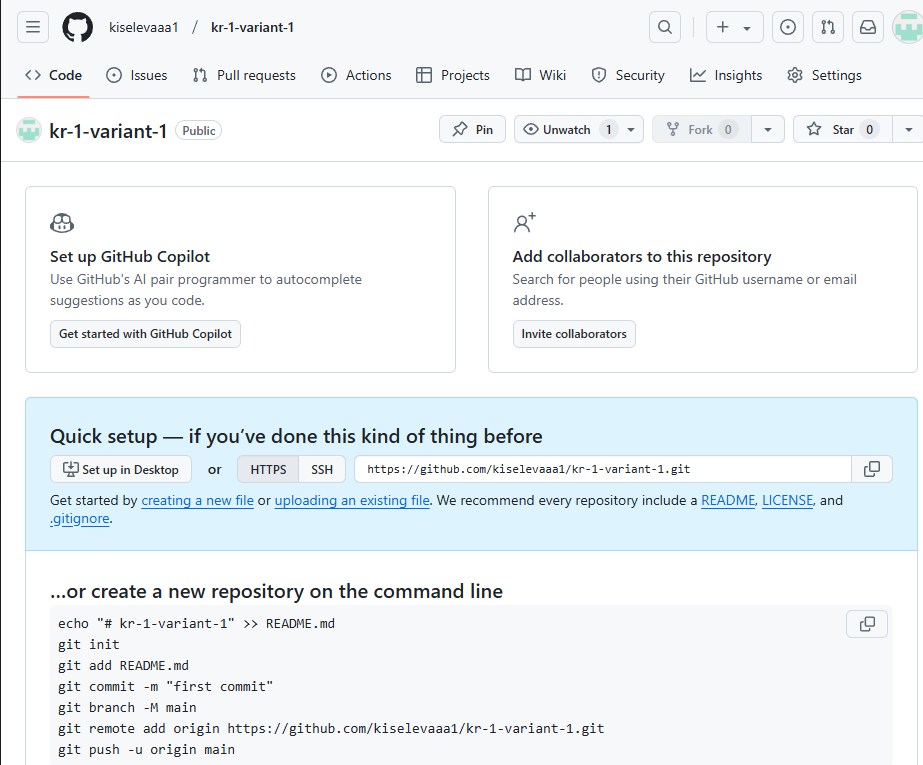 kiselevaaa1 / kr-1-variant-1
Code Issues Pull requests Actions Projects Wiki Security Insights Settings
kr-1-variant-1 Public Pin Unwatch 1 Fork 0 Star 0
Set up GitHub Copilot
Use GitHub's AI pair programmer to autocomplete
suggestions as you code.
Get started with GitHub Copilot
Add collaborators to this repository
Search for people using their GitHub username or email
address.
Invite collaborators
Quick setup — if you’ve done this kind of thing before
Set up in Desktop or HTTPS SSH https://github.com/kiselevaaa1/kr-1-variant-1.git
Get started by creating a new file or uploading an existing file. We recommend every repository include a README, LICENSE, and
.gitignore.
…or create a new repository on the command line
echo "# kr-1-variant-1" >> README.md
git init
git add README.md
git commit -m "first commit"
git branch -M main
git remote add origin https://github.com/kiselevaaa1/kr-1-variant-1.git
git push -u origin main